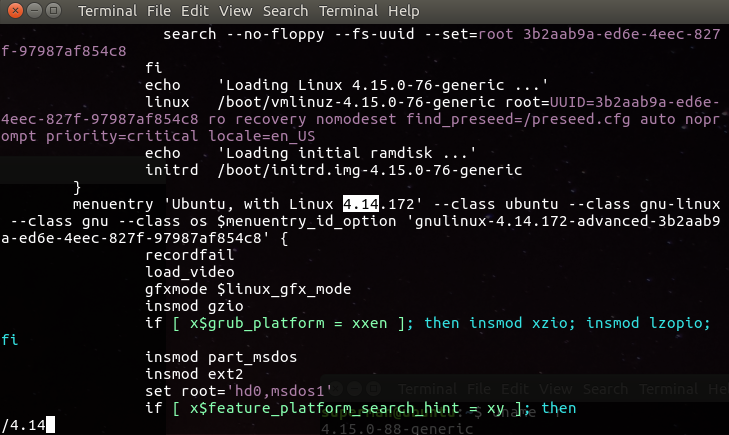 Terminal File Edit View Search Terminal Help
search --no-floppy --fs-uuid --set=root 3b2aab9a-ed6e-4eec-827
f-97987af854c8
fi
echo 'Loading Linux 4.15.0-76-generic ...'
linux /boot/vmlinuz-4.15.0-76-generic root=UUID=3b2aab9a-ed6e-
4eec-827f-97987af854c8 ro recovery nomodeset find_preseed=/preseed.cfg auto nopr
ompt priority=critical locale=en_US
echo 'Loading initial ramdisk ...'
initrd /boot/initrd.img-4.15.0-76-generic
}
menuentry 'Ubuntu, with Linux 4.14.172' --class ubuntu --class gnu-linux
--class gnu --class os $menuentry_id_option 'gnulinux-4.14.172-advanced-3b2aab9
a-ed6e-4eec-827f-97987af854c8' {
recordfail
load_video
gfxmode $linux_gfx_mode
insmod gzio
if [ x$grub_platform = xxen ]; then insmod xzio; insmod lzopio;
fi
insmod part_msdos
insmod ext2
set root='hd0,msdos1'
Terminal File Edit View Search Terminal
if [ x$feature_platform_search_hint = xy ]; then
/4.14
4.15.0-88-generic